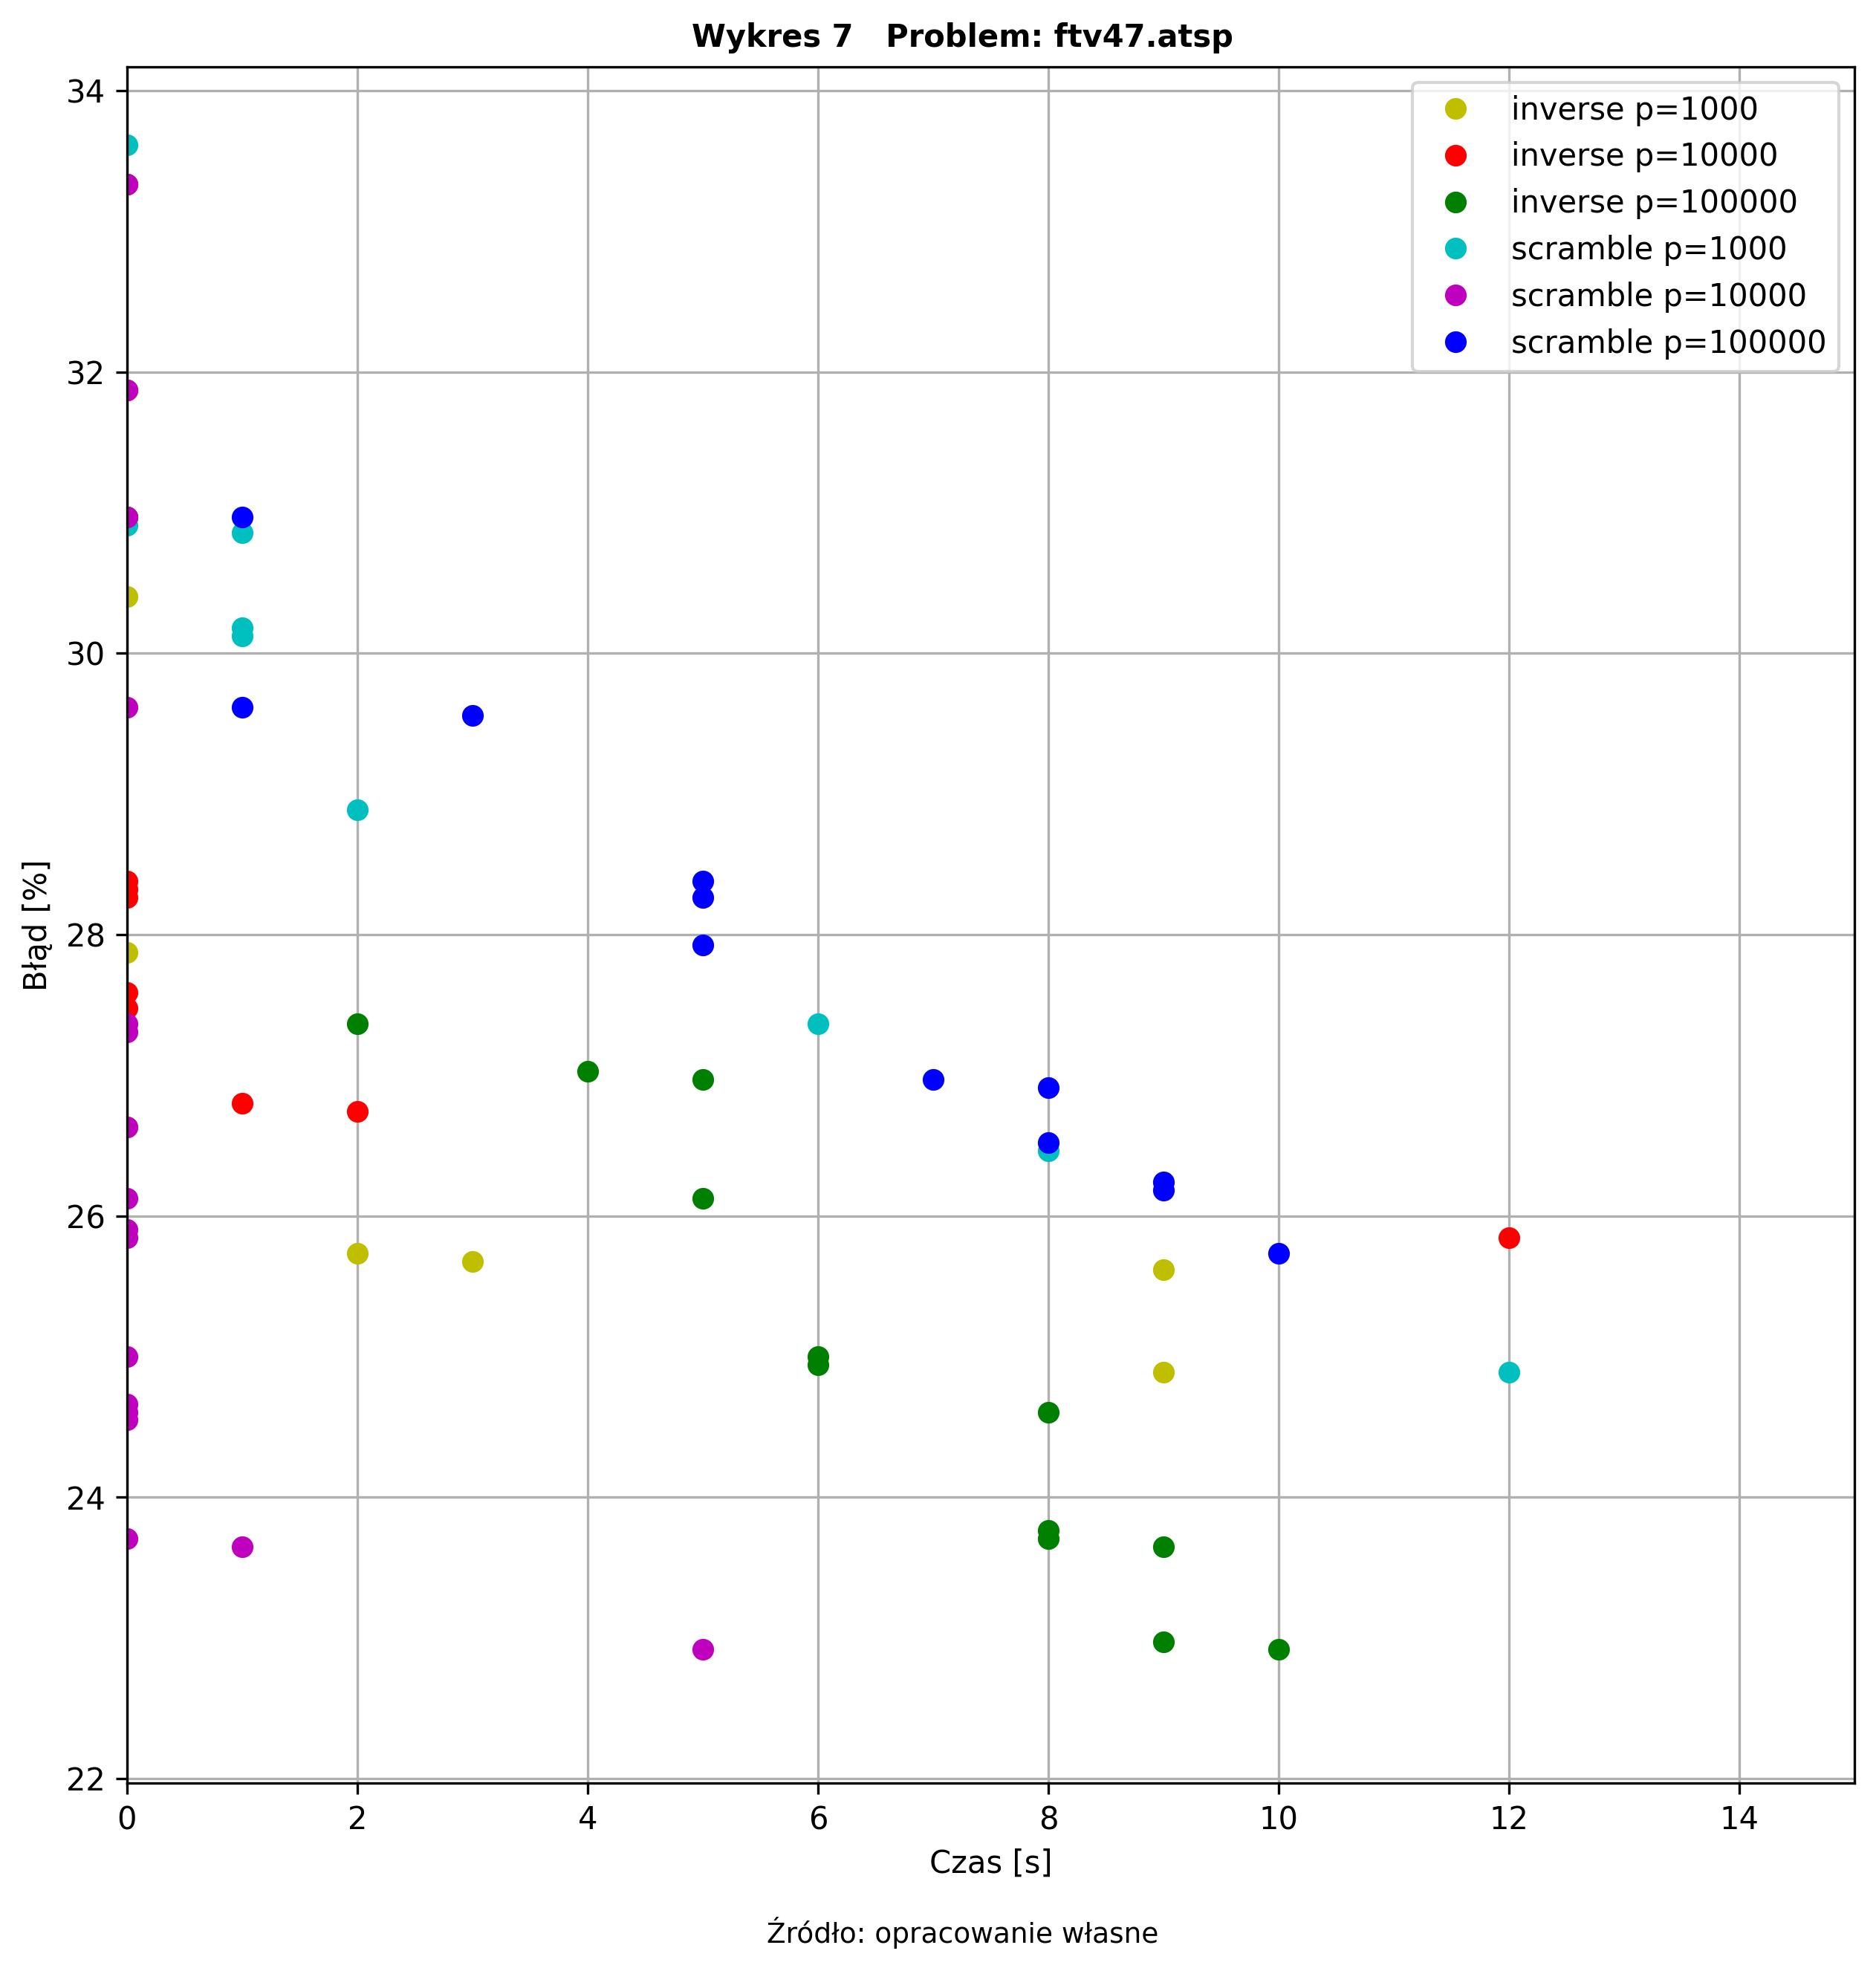 Wykres 7 Problem: ftv47.atsp
34
32
30
28
26
24
22
Błąd [%]
inverse p=1000
inverse p=10000
inverse p=100000
scramble p=1000
scramble p=10000
scramble p=100000
0 2 4 6 8 10 12 14
Czas [s]
Źródło: opracowanie własne